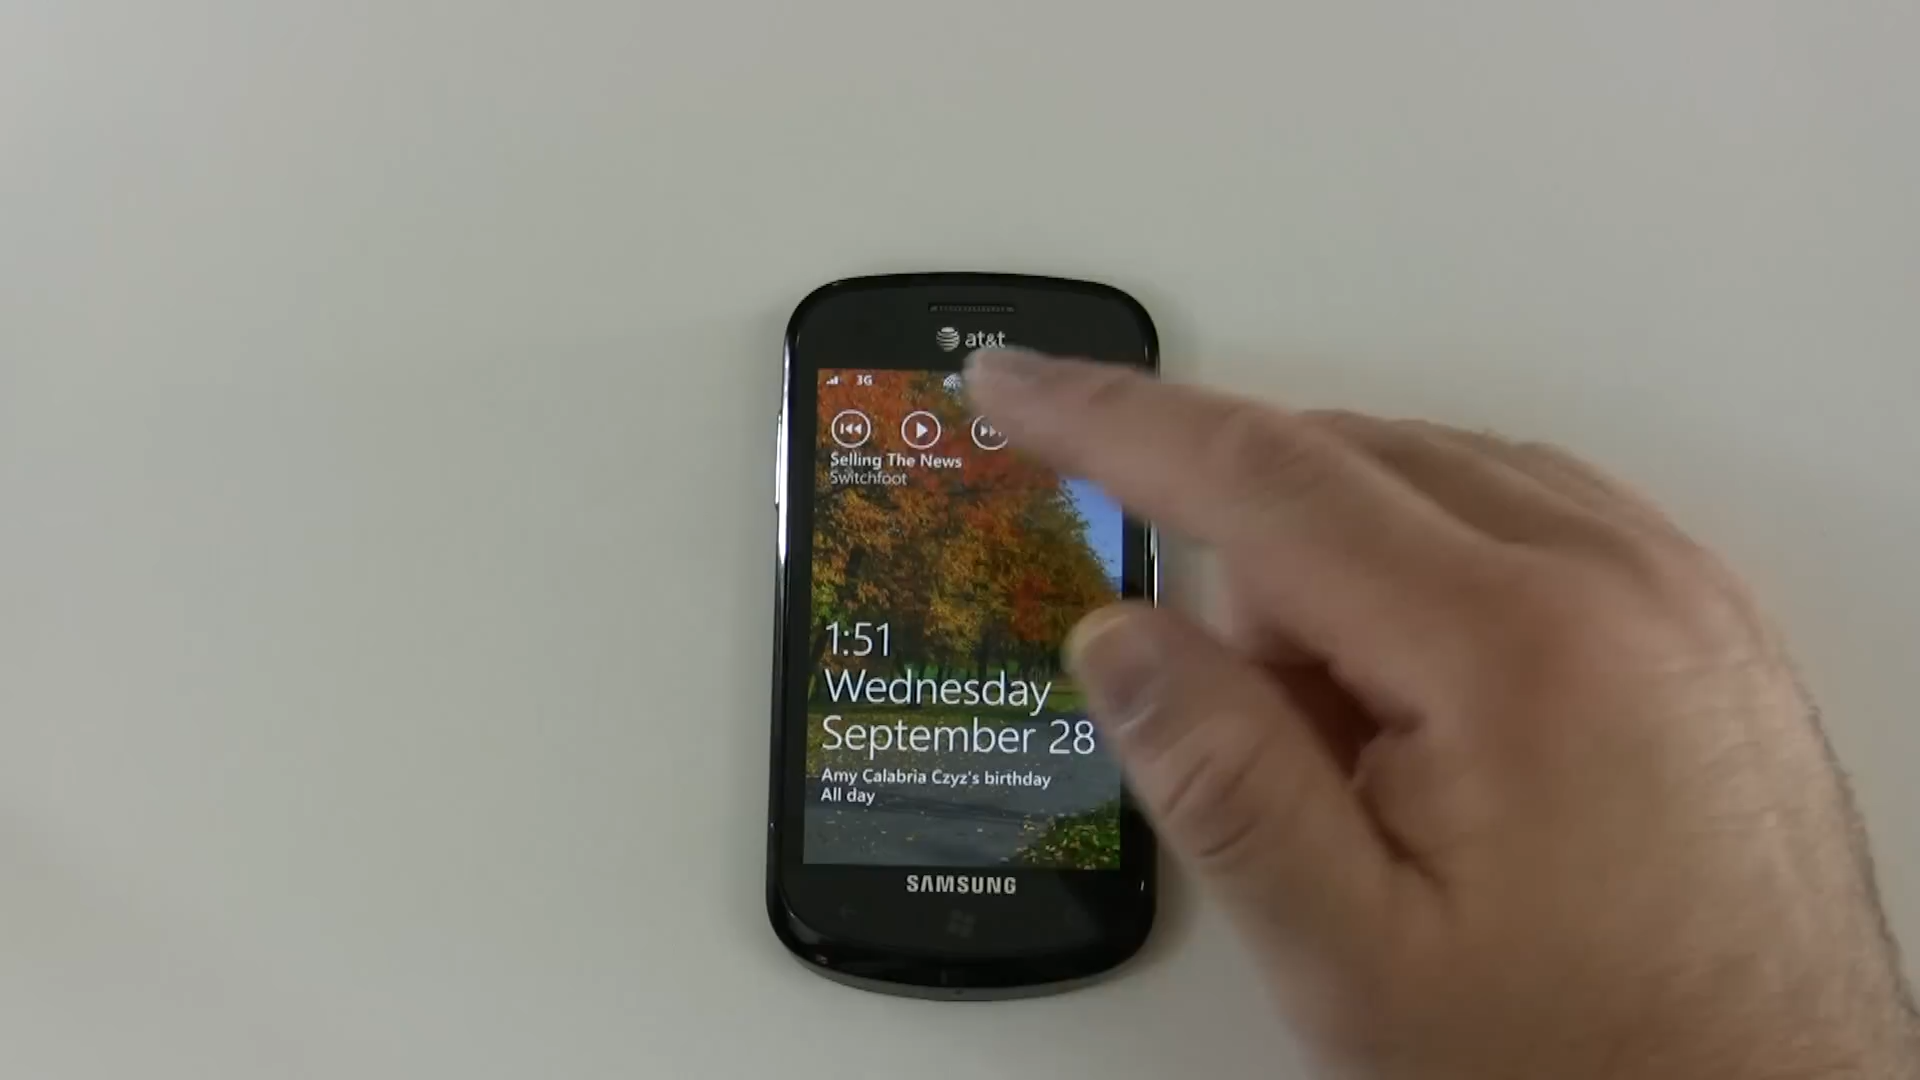 at&t
3G
Selling The News
Switchfoot
1:51
Wednesday
September 28
Amy Calabria Czyz's birthday
All day
SAMSUNG